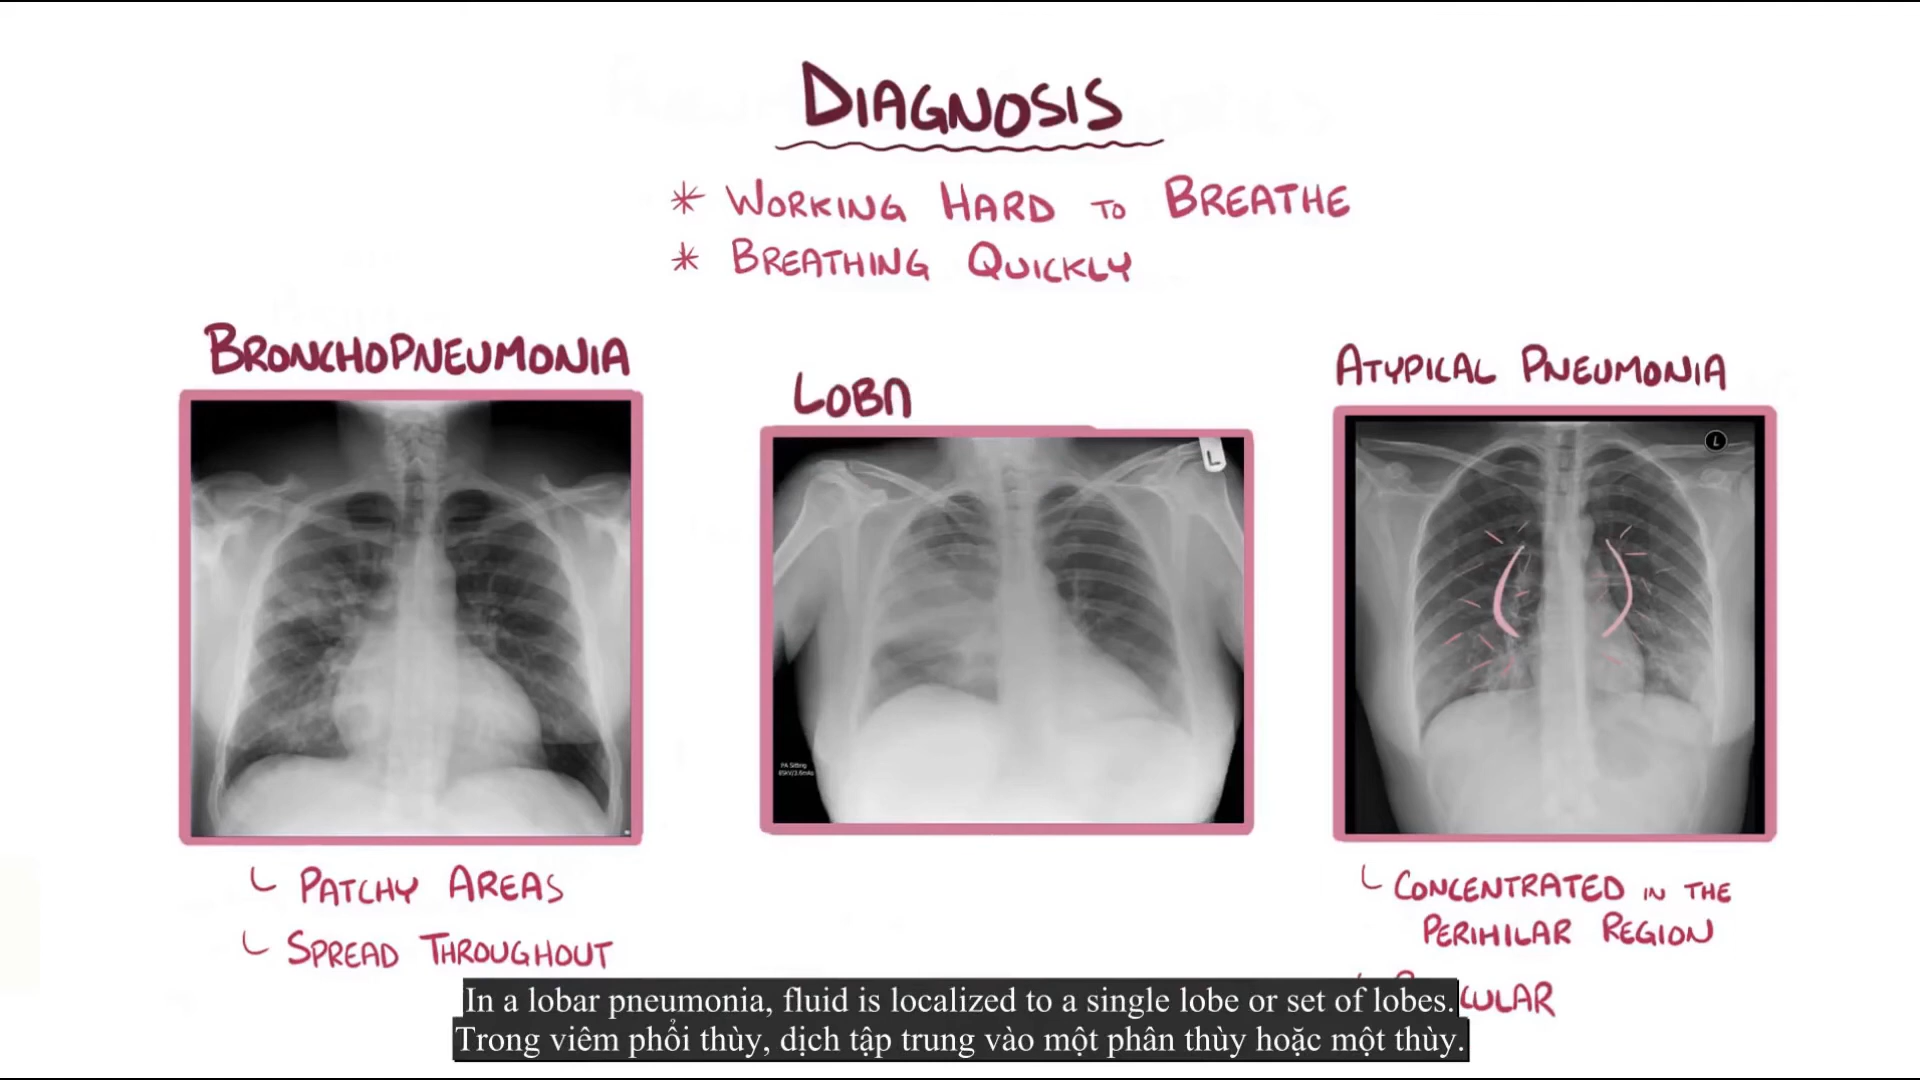 DIAGNOSIS
* WORKING HARD TO BREATHE
* BREATHING QUICKLY
BRONCHOPNEUMONIA
LOBA
ATYPICAL PNEUMONIA
L
L
PA Sitting
PATCHY AREAS
SPREAD THROUGHOUT
CONCENTRATED IN THE
PERIHILAR REGION
In a lobar pneumonia, fluid is localized to a single lobe or set of lobes.
Trong viêm phổi thùy, dịch tập trung vào một phân thùy hoặc một thùy.